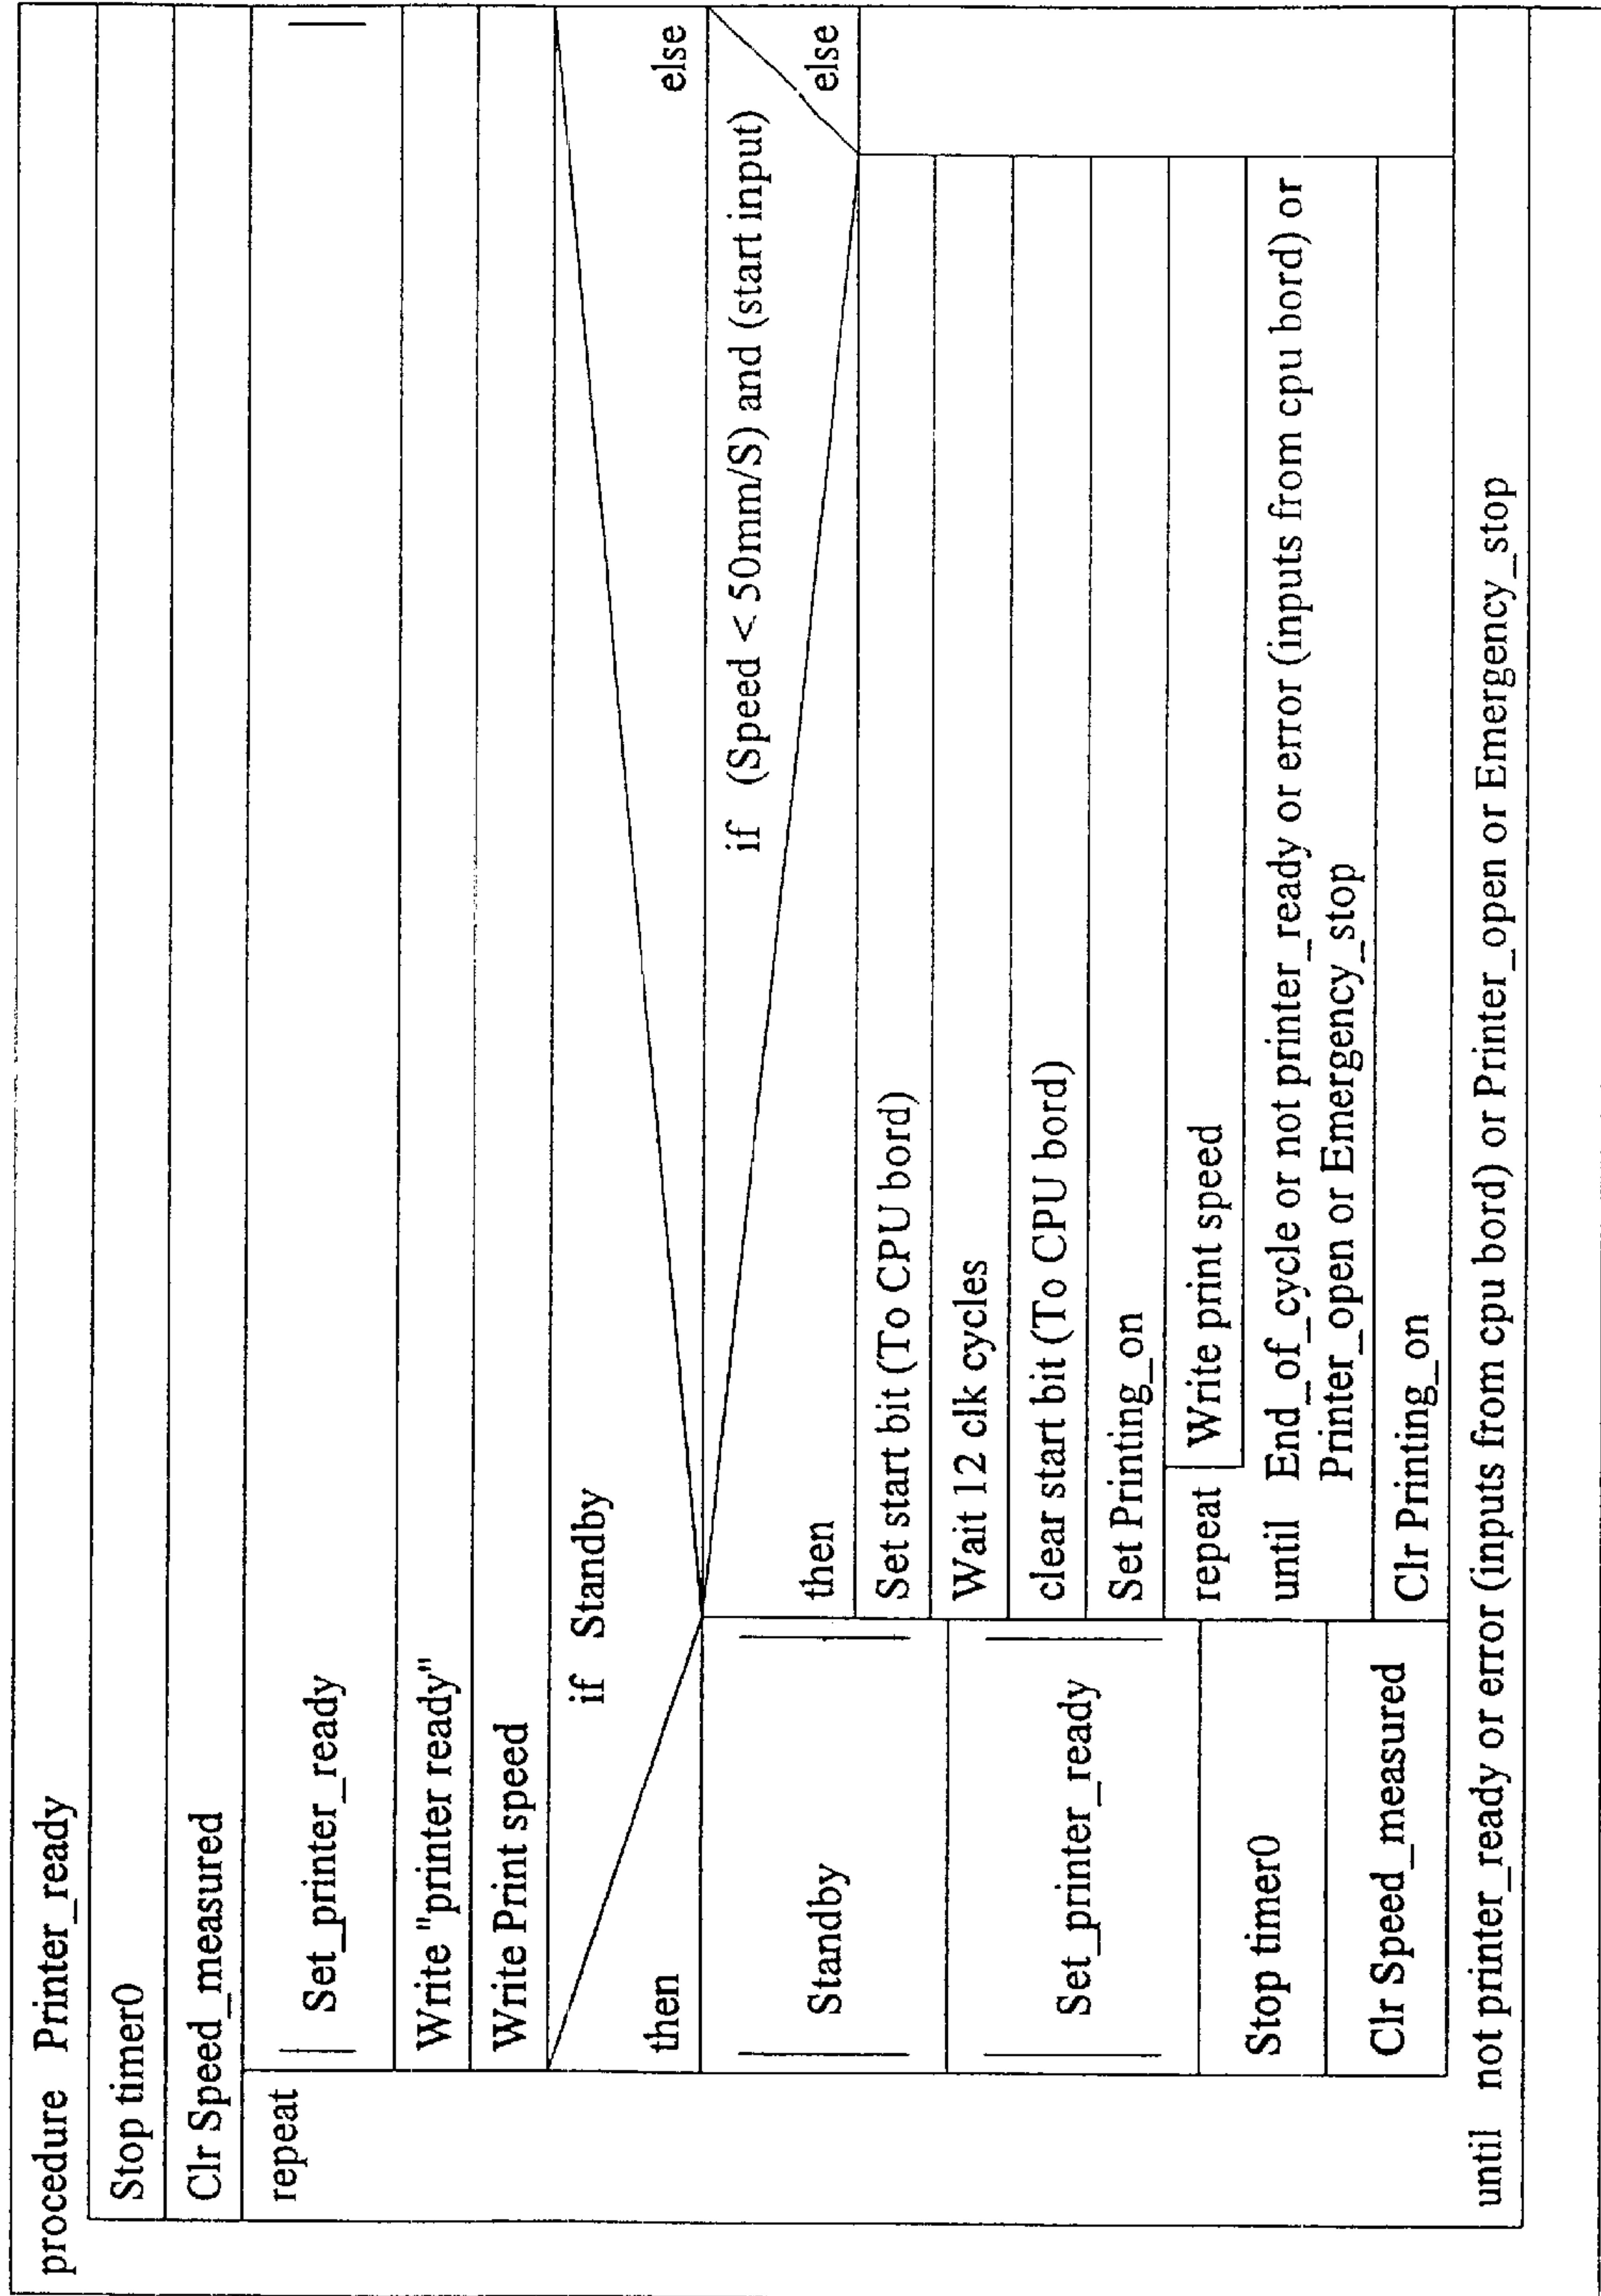 procedure Printer_ready
Stop timer0
Clr Speed_measured
repeat
Set_printer_ready
Write "printer ready"
Write Print speed
if Standby
then
else
Standby
Set_printer_ready
Stop timer0
Clr Speed_measured
if (Speed < 50mm/S) and (start input)
then
else
Set start bit (To CPU bord)
Wait 12 clk cycles
clear start bit (To CPU bord)
Set Printing_on
repeat
Write print speed
until End_of_cycle or not printer_ready or error (inputs from cpu bord) or
Printer_open or Emergency_stop
Clr Printing_on
until not printer_ready or error (inputs from cpu bord) or Printer_open or Emergency_stop